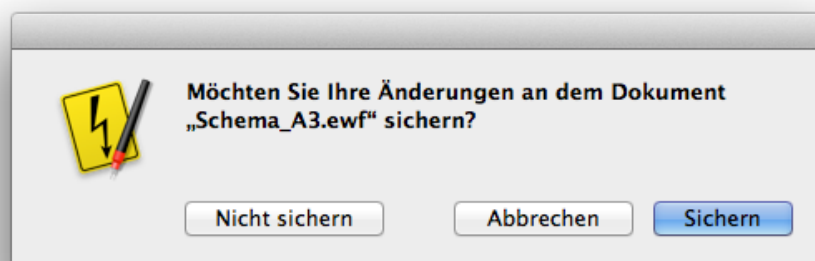 Möchten Sie Ihre Änderungen an dem Dokument
„Schema_A3.ewf“ sichern?
Nicht sichern
Abbrechen
Sichern